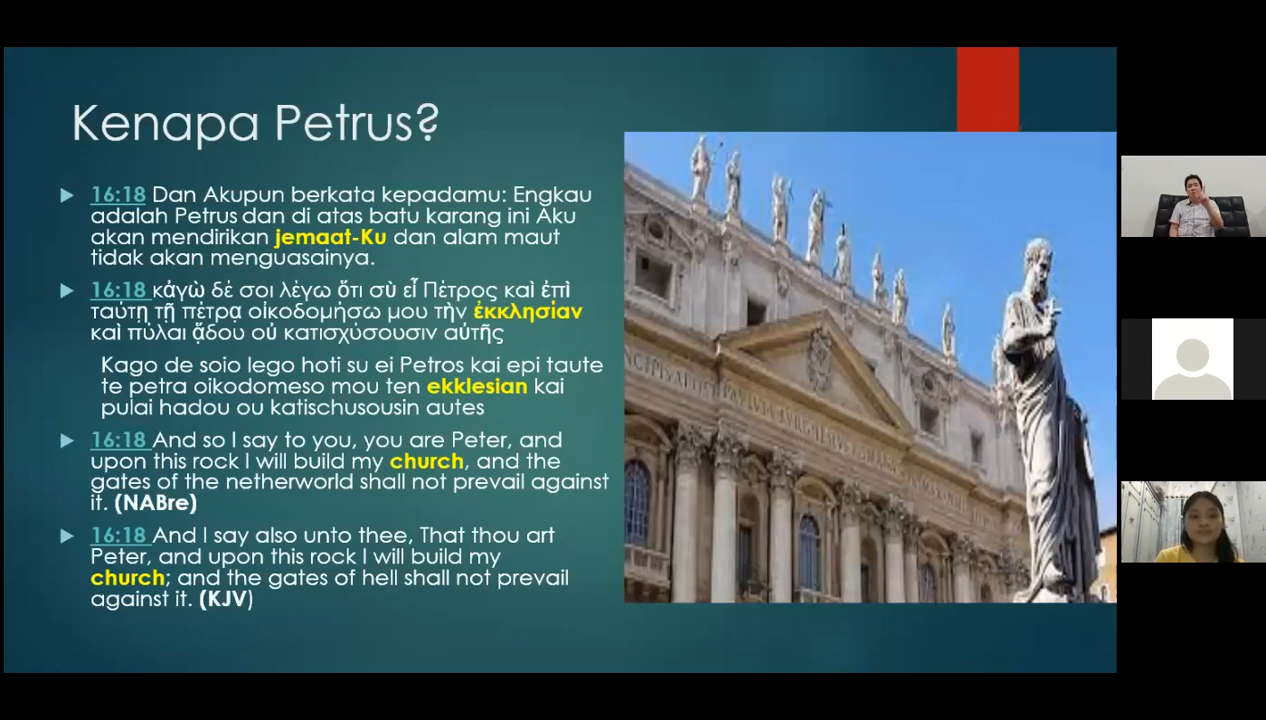 Kenapa Petrus?
16:18 Dan Akupun berkata kepadamu: Engkau
adalah Petrus dan di atas batu karang ini Aku
akan mendirikan jemaat-Ku dan alam maut
tidak akan menguasainya.
16:18 κἀγὼ δέ σοι λέγω ὅτι σὺ εἶ Πέτρος καὶ ἐπὶ
ταύτῃ τῇ πέτρᾳ οἰκοδομήσω μου τὴν ἐκκλησίαν
καὶ πύλαι ᾅδου οὐ κατισχύσουσιν αὐτῆς
Kago de soio lego hoti su ei Petros kai epi taute
te petra oikodomeso mou ten ekklesian kai
pulai hadou ou katischusousin autes
16:18 And so I say to you, you are Peter, and
upon this rock I will build my church, and the
gates of the netherworld shall not prevail against
it. (NABre)
16:18 And I say also unto thee, That thou art
Peter, and upon this rock I will build my
church; and the gates of hell shall not prevail
against it. (KJV)